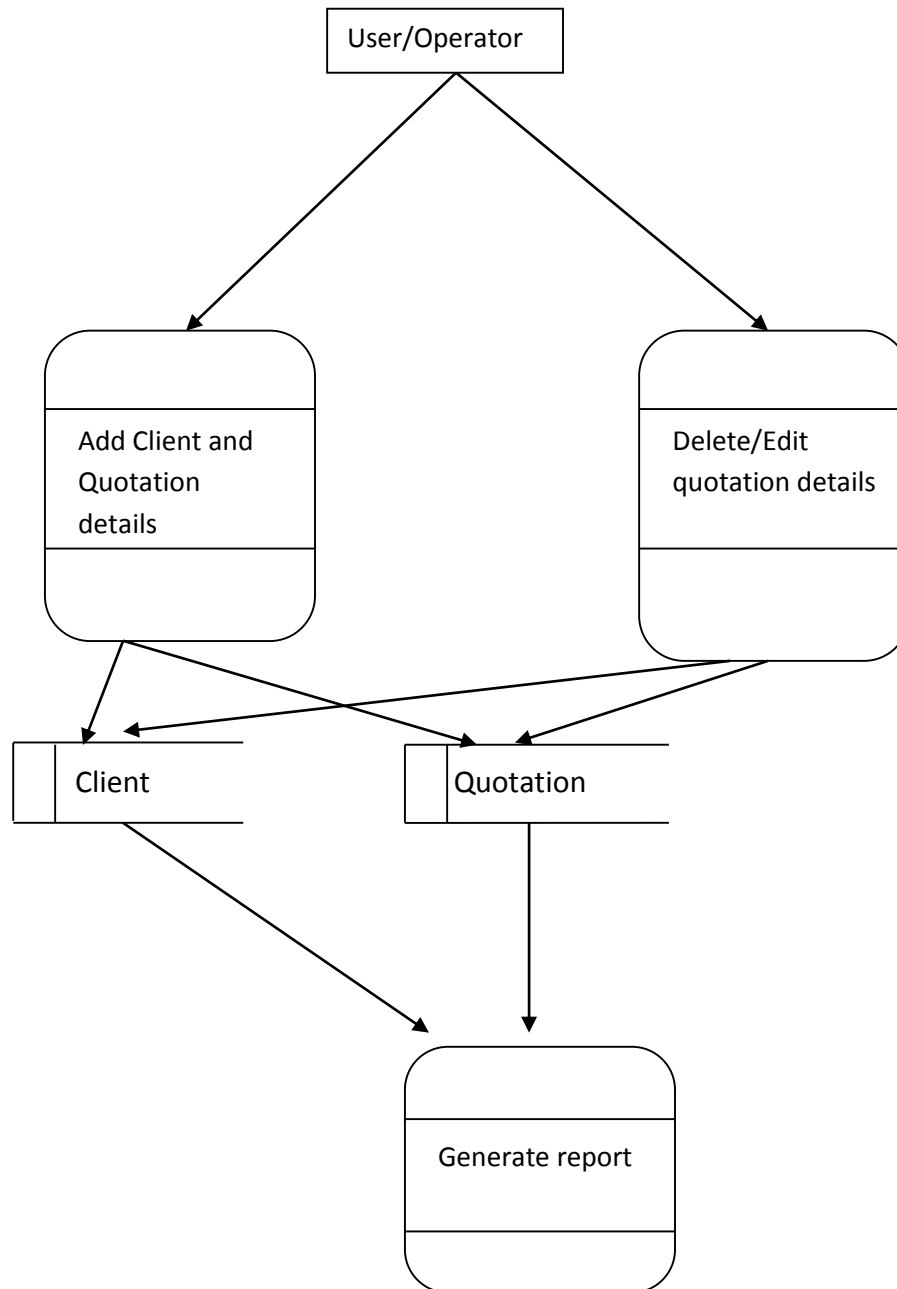 User/Operator
Add Client and
Quotation
details
Delete/Edit
quotation details
Client
Quotation
Generate report